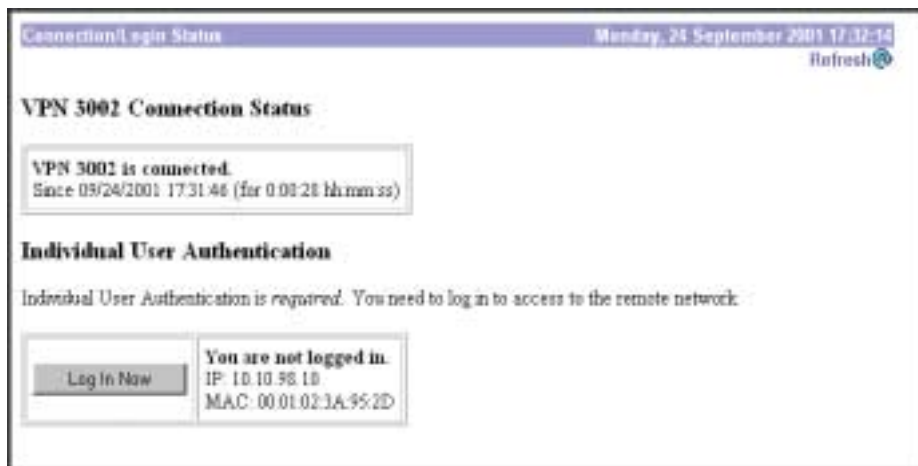 Connection/Login Status
Monday, 24 September 2001 17:32:14
Refresh
VPN 3002 Connection Status
VPN 3002 is connected.
Since 09/24/2001 17:31:46 (for 0:00:28 hh:mm:ss)
Individual User Authentication
Individual User Authentication is required. You need to log in to access to the remote network.
Log In Now
You are not logged in.
IP: 10.10.98.10
MAC: 00:01:02:3A:95:2D